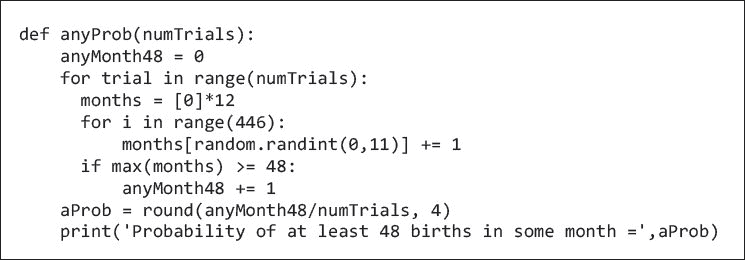 def anyProb(numTrials):
    anyMonth48 = 0
    for trial in range(numTrials):
      months = [0]*12
      for i in range(446):
          months[random.randint(0,11)] += 1
      if max(months) >= 48:
          anyMonth48 += 1
    aProb = round(anyMonth48/numTrials, 4)
    print('Probability of at least 48 births in some month =',aProb)